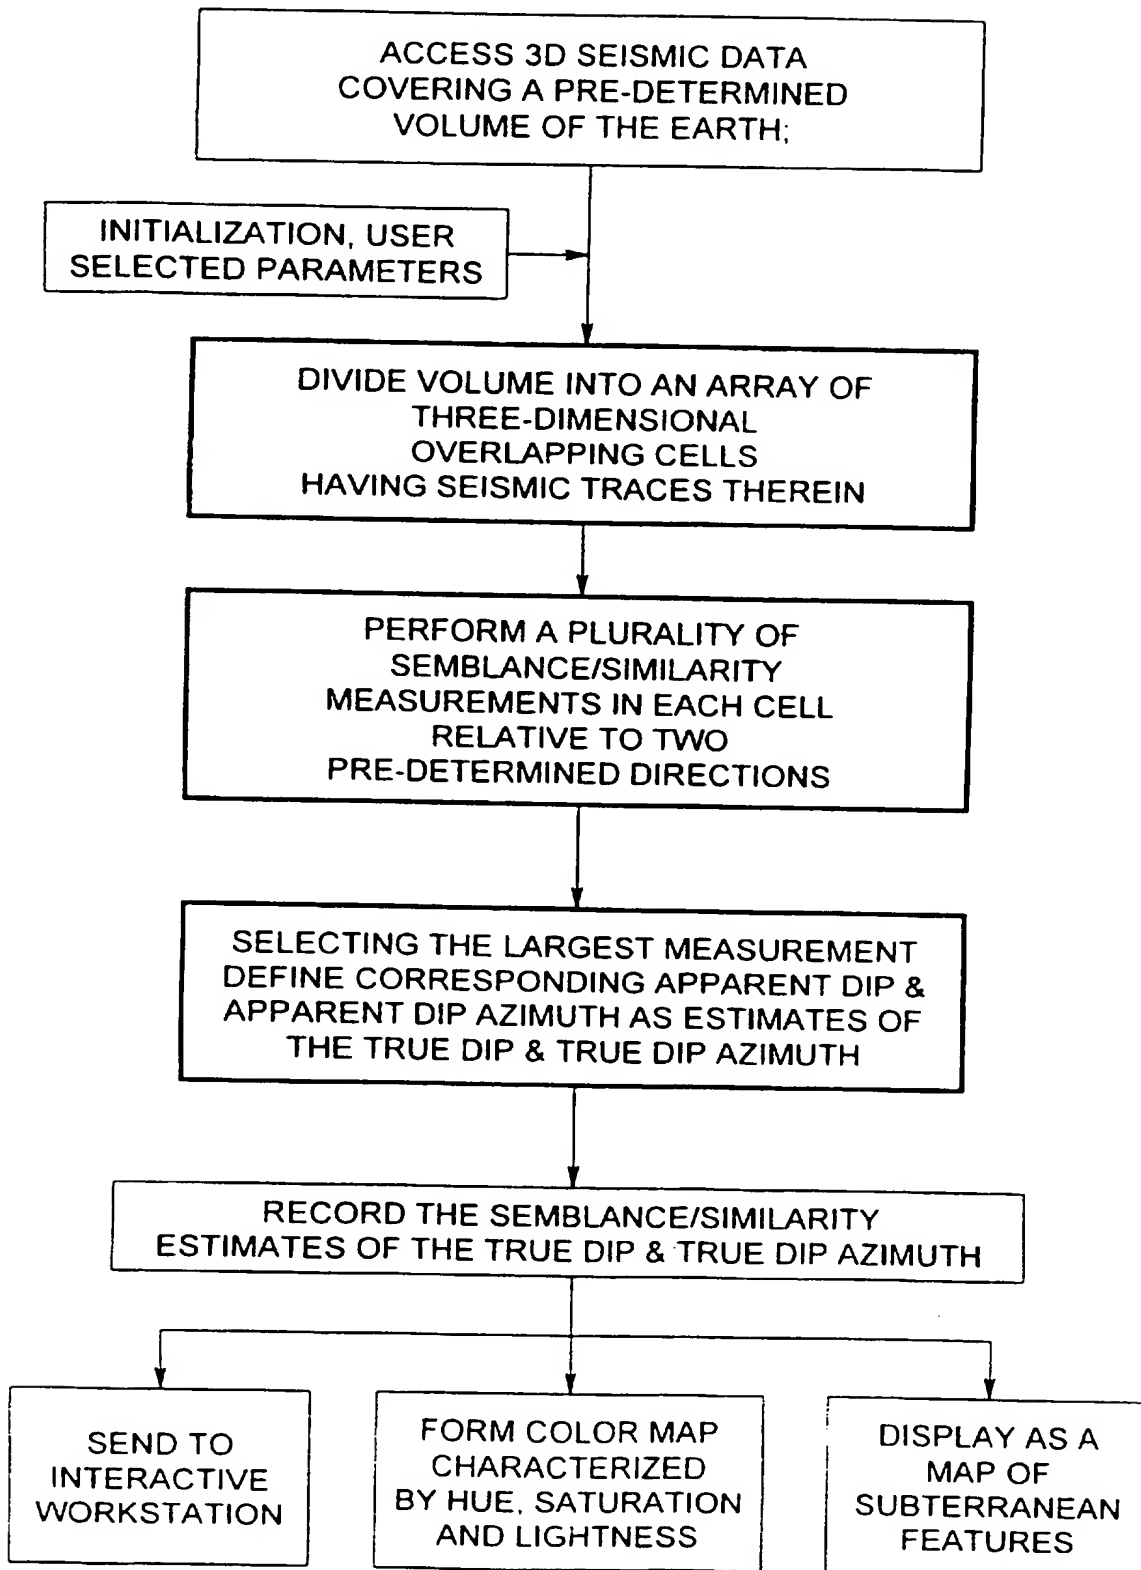 ACCESS 3D SEISMIC DATA
COVERING A PRE-DETERMINED
VOLUME OF THE EARTH;
INITIALIZATION, USER
SELECTED PARAMETERS
DIVIDE VOLUME INTO AN ARRAY OF
THREE-DIMENSIONAL
OVERLAPPING CELLS
HAVING SEISMIC TRACES THEREIN
PERFORM A PLURALITY OF
SEMBLANCE/SIMILARITY
MEASUREMENTS IN EACH CELL
RELATIVE TO TWO
PRE-DETERMINED DIRECTIONS
SELECTING THE LARGEST MEASUREMENT
DEFINE CORRESPONDING APPARENT DIP &
APPARENT DIP AZIMUTH AS ESTIMATES OF
THE TRUE DIP & TRUE DIP AZIMUTH
RECORD THE SEMBLANCE/SIMILARITY
ESTIMATES OF THE TRUE DIP & TRUE DIP AZIMUTH
SEND TO
INTERACTIVE
WORKSTATION
FORM COLOR MAP
CHARACTERIZED
BY HUE, SATURATION
AND LIGHTNESS
DISPLAY AS A
MAP OF
SUBTERRANEAN
FEATURES